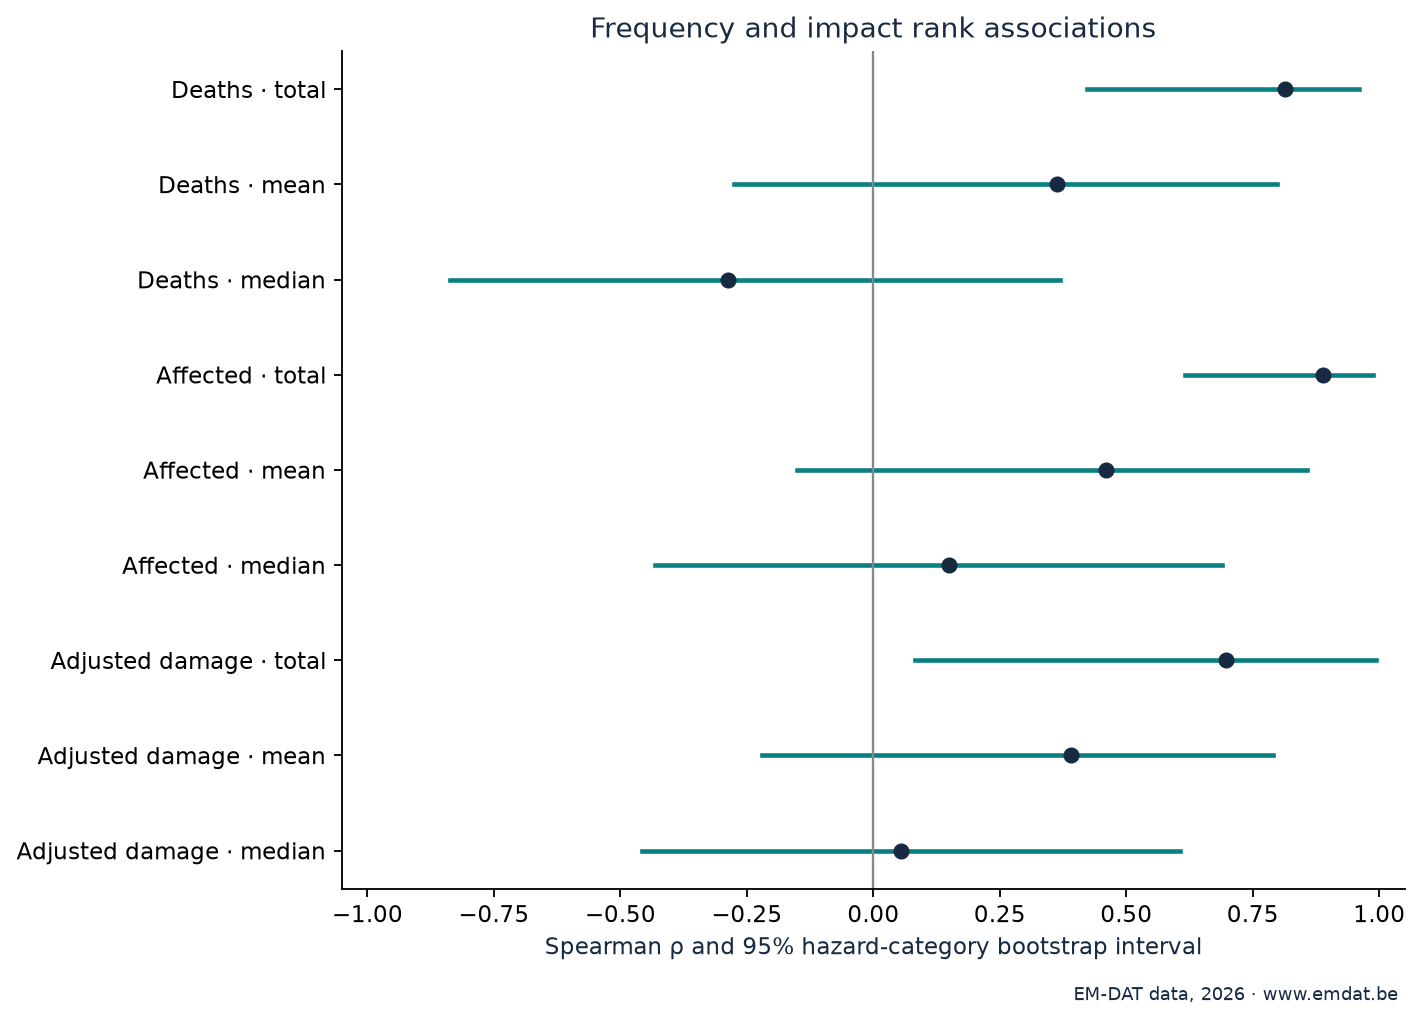 Frequency and impact rank associations
Deaths · total
Deaths · mean
Deaths · median
Affected · total
Affected · mean
Affected · median
Adjusted damage · total
Adjusted damage · mean
Adjusted damage · median
−1.00 −0.75 −0.50 −0.25 0.00 0.25 0.50 0.75 1.00
Spearman ρ and 95% hazard-category bootstrap interval
EM-DAT data, 2026 · www.emdat.be